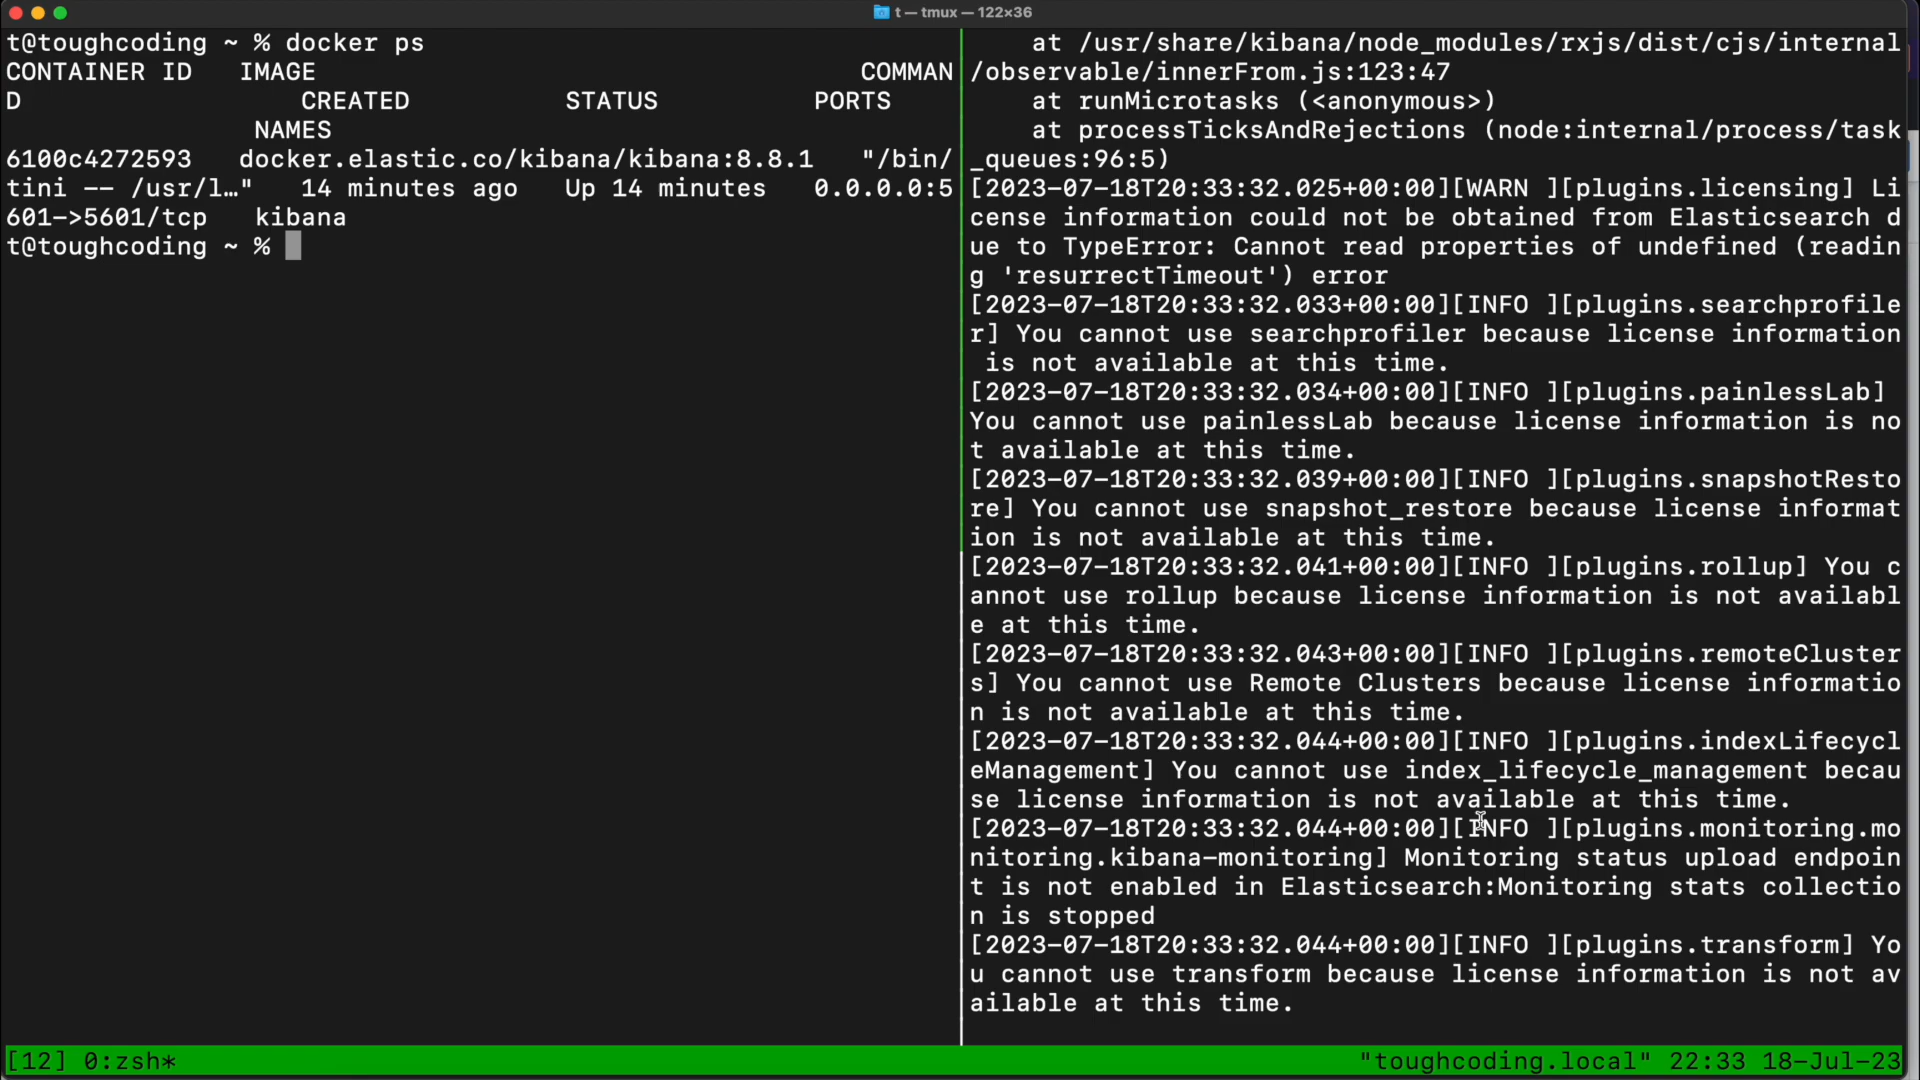 t — tmux — 122×36
t@toughcoding ~ % docker ps
CONTAINER ID   IMAGE                                   COMMAN
D                  CREATED          STATUS          PORTS
                NAMES
6100c4272593   docker.elastic.co/kibana/kibana:8.8.1   "/bin/
tini -- /usr/l…"   14 minutes ago   Up 14 minutes   0.0.0.0:5
601->5601/tcp   kibana
t@toughcoding ~ %
    at /usr/share/kibana/node_modules/rxjs/dist/cjs/internal
/observable/innerFrom.js:123:47
    at runMicrotasks (<anonymous>)
    at processTicksAndRejections (node:internal/process/task
_queues:96:5)
[2023-07-18T20:33:32.025+00:00][WARN ][plugins.licensing] Li
cense information could not be obtained from Elasticsearch d
ue to TypeError: Cannot read properties of undefined (readin
g 'resurrectTimeout') error
[2023-07-18T20:33:32.033+00:00][INFO ][plugins.searchprofile
r] You cannot use searchprofiler because license information
 is not available at this time.
[2023-07-18T20:33:32.034+00:00][INFO ][plugins.painlessLab]
You cannot use painlessLab because license information is no
t available at this time.
[2023-07-18T20:33:32.039+00:00][INFO ][plugins.snapshotResto
re] You cannot use snapshot_restore because license informat
ion is not available at this time.
[2023-07-18T20:33:32.041+00:00][INFO ][plugins.rollup] You c
annot use rollup because license information is not availabl
e at this time.
[2023-07-18T20:33:32.043+00:00][INFO ][plugins.remoteCluster
s] You cannot use Remote Clusters because license informatio
n is not available at this time.
[2023-07-18T20:33:32.044+00:00][INFO ][plugins.indexLifecycl
eManagement] You cannot use index_lifecycle_management becau
se license information is not available at this time.
[2023-07-18T20:33:32.044+00:00][INFO ][plugins.monitoring.mo
nitoring.kibana-monitoring] Monitoring status upload endpoin
t is not enabled in Elasticsearch:Monitoring stats collectio
n is stopped
[2023-07-18T20:33:32.044+00:00][INFO ][plugins.transform] Yo
u cannot use transform because license information is not av
ailable at this time.
[12] 0:zsh*
"toughcoding.local" 22:33 18-Jul-23